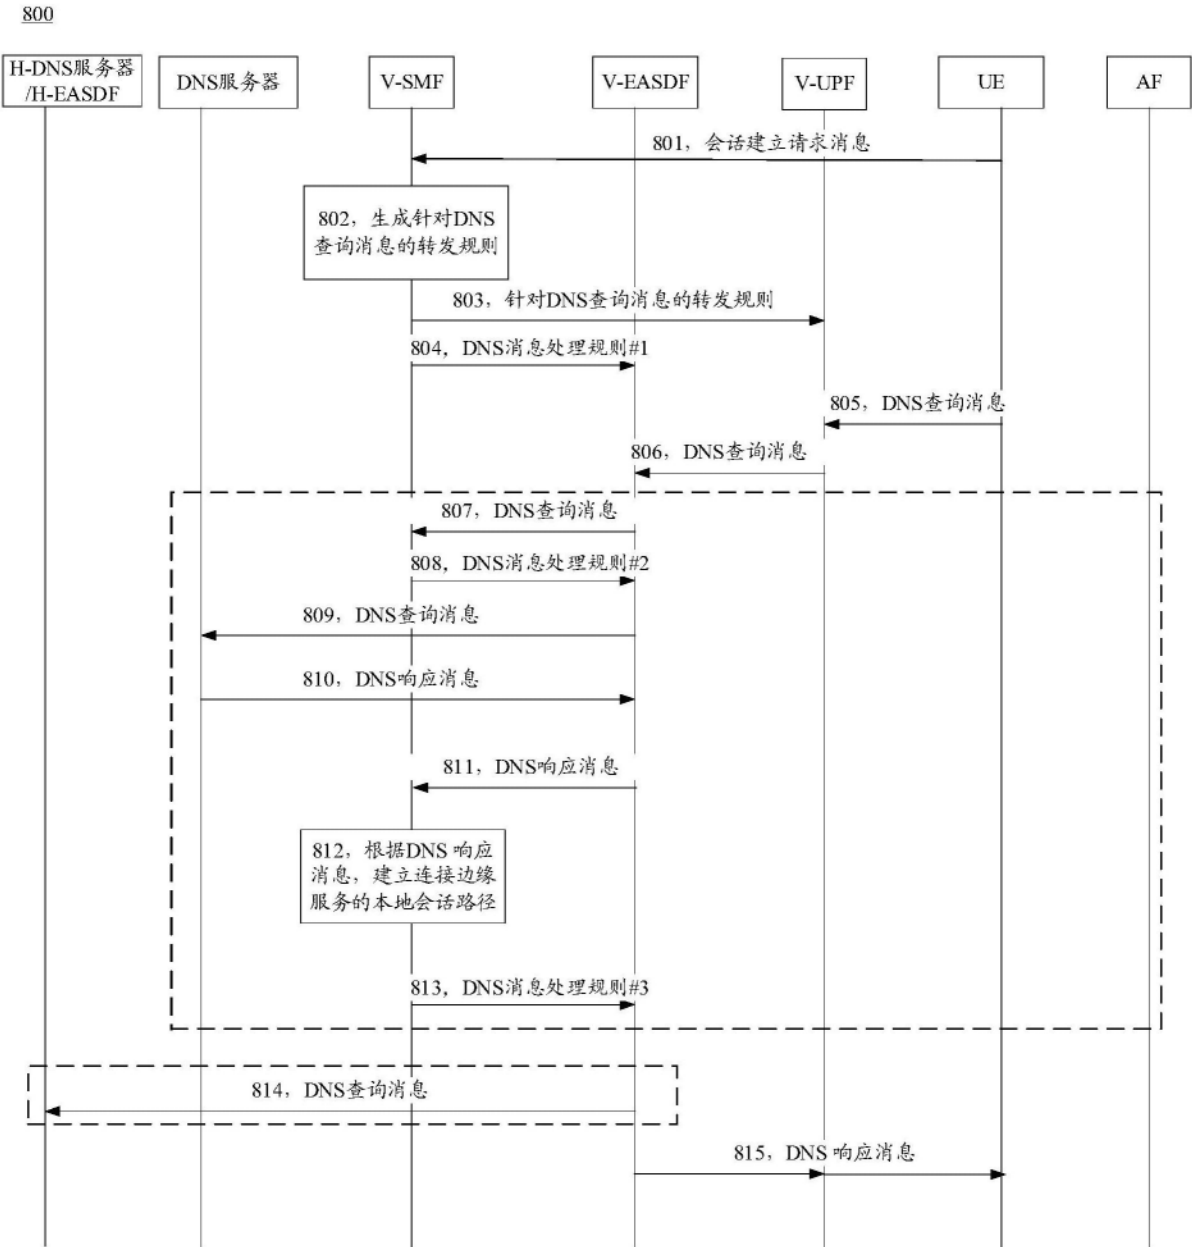 800
H-DNS服务器
/H-EASDF
DNS服务器
V-SMF
V-EASDF
V-UPF
UE
AF
801，会话建立请求消息
802，生成针对DNS
查询消息的转发规则
803，针对DNS查询消息的转发规则
804，DNS消息处理规则#1
805，DNS查询消息
806，DNS查询消息
807，DNS查询消息
808，DNS消息处理规则#2
809，DNS查询消息
810，DNS响应消息
811，DNS响应消息
812，根据DNS 响应
消息，建立连接边缘
服务的本地会话路径
813，DNS消息处理规则#3
814，DNS查询消息
815，DNS 响应消息